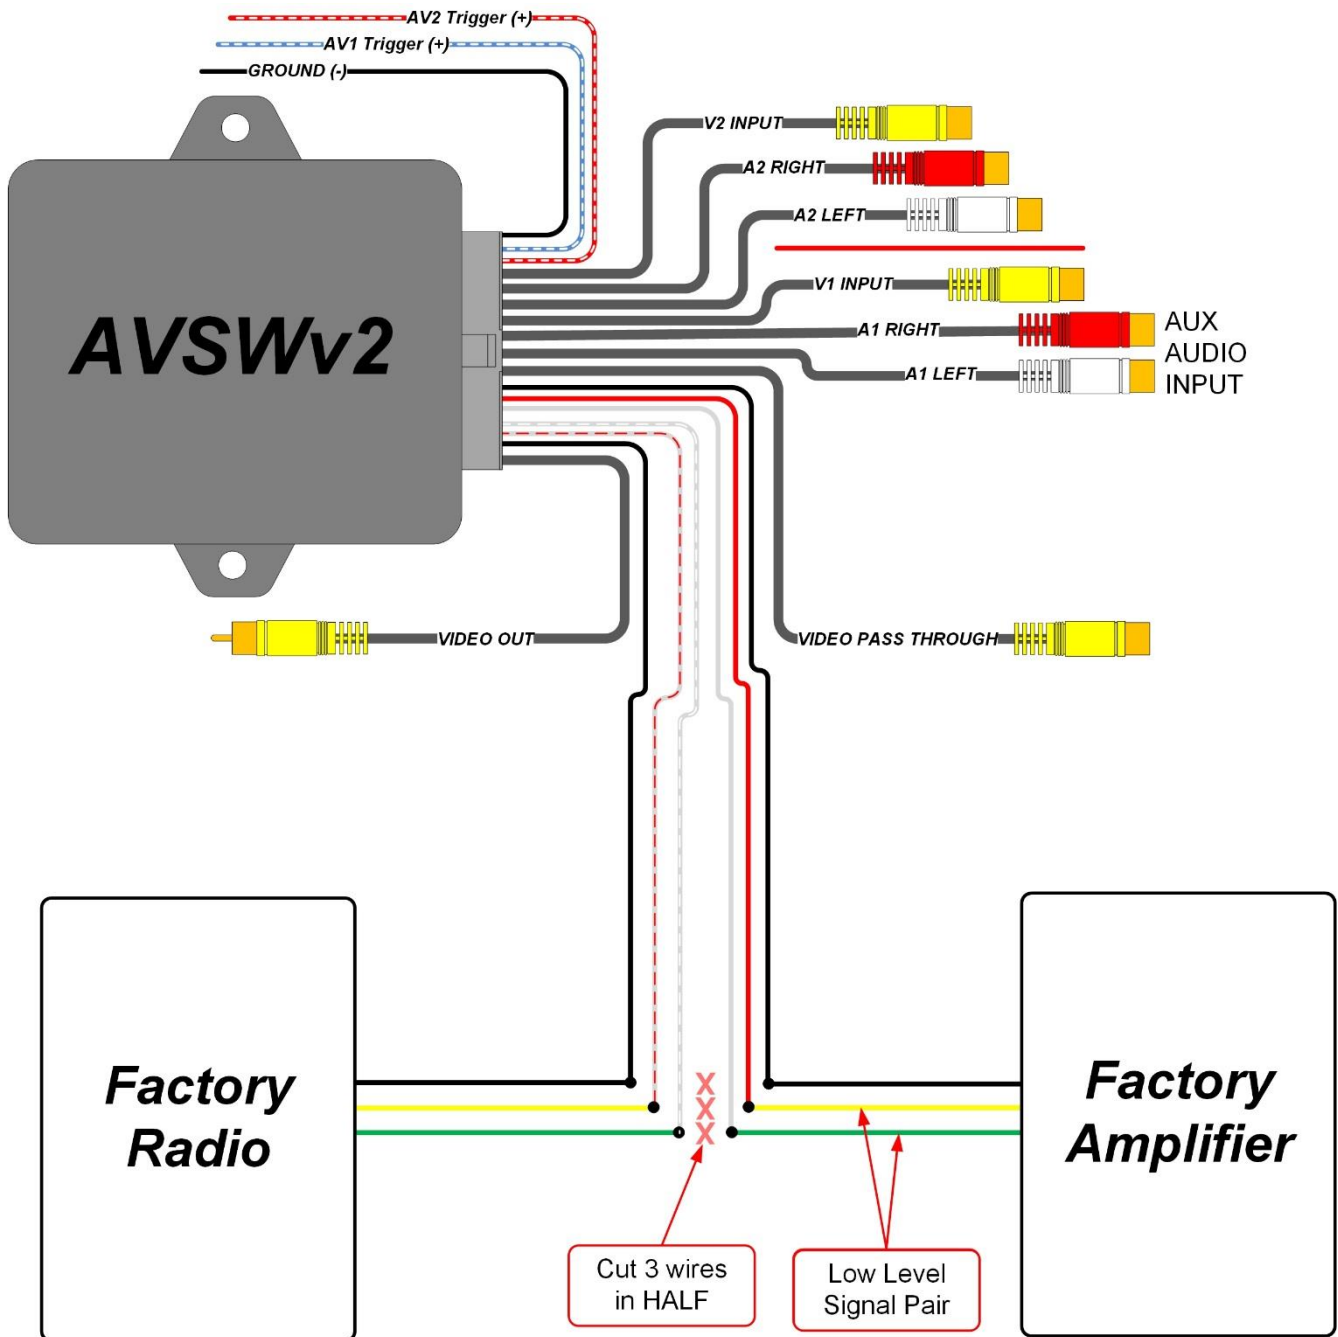 AV2 Trigger (+)
AV1 Trigger (+)
GROUND (-)
V2 INPUT
A2 RIGHT
A2 LEFT
V1 INPUT
A1 RIGHT
A1 LEFT
AUX
AUDIO
INPUT
AVSWv2
VIDEO OUT
VIDEO PASS THROUGH
Factory
Radio
X
X
X
Factory
Amplifier
Cut 3 wires
in HALF
Low Level
Signal Pair